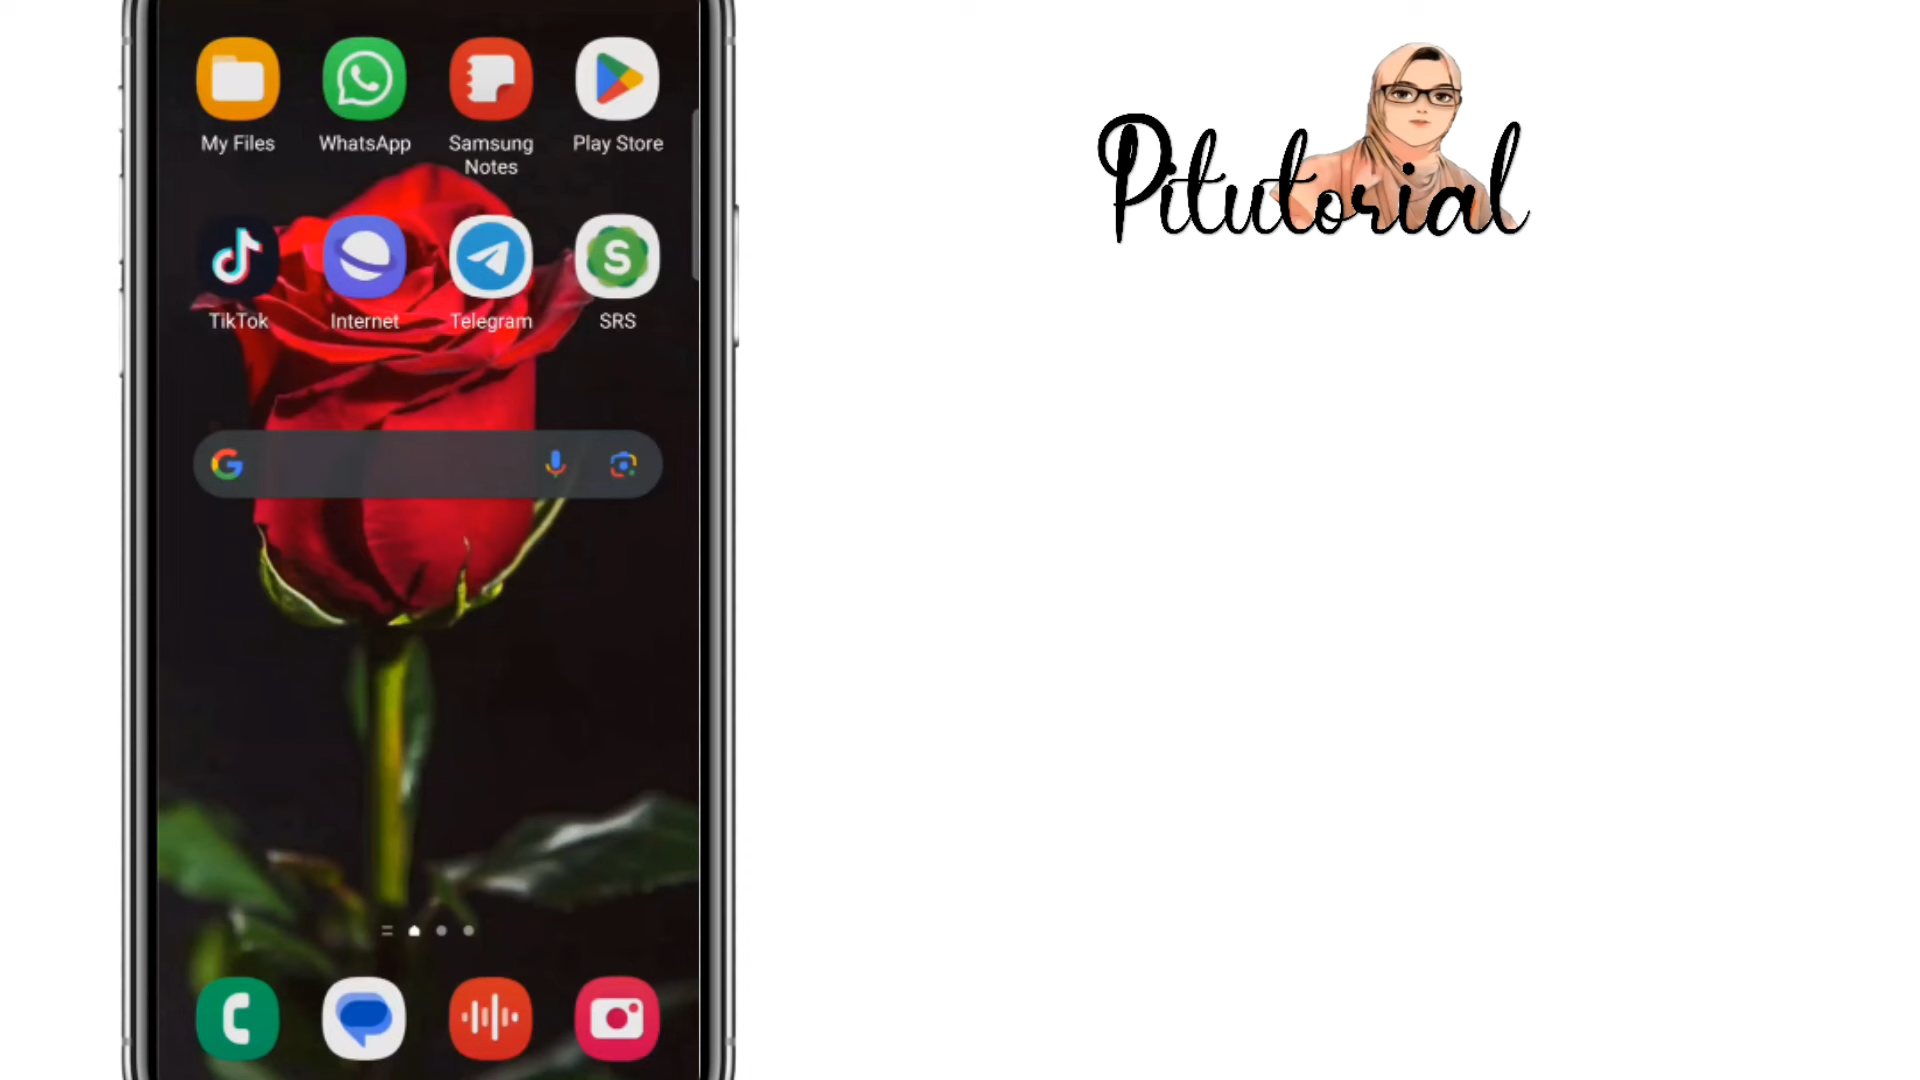 My Files WhatsApp Samsung Notes Play Store
TikTok Internet Telegram SRS
Pitutorial